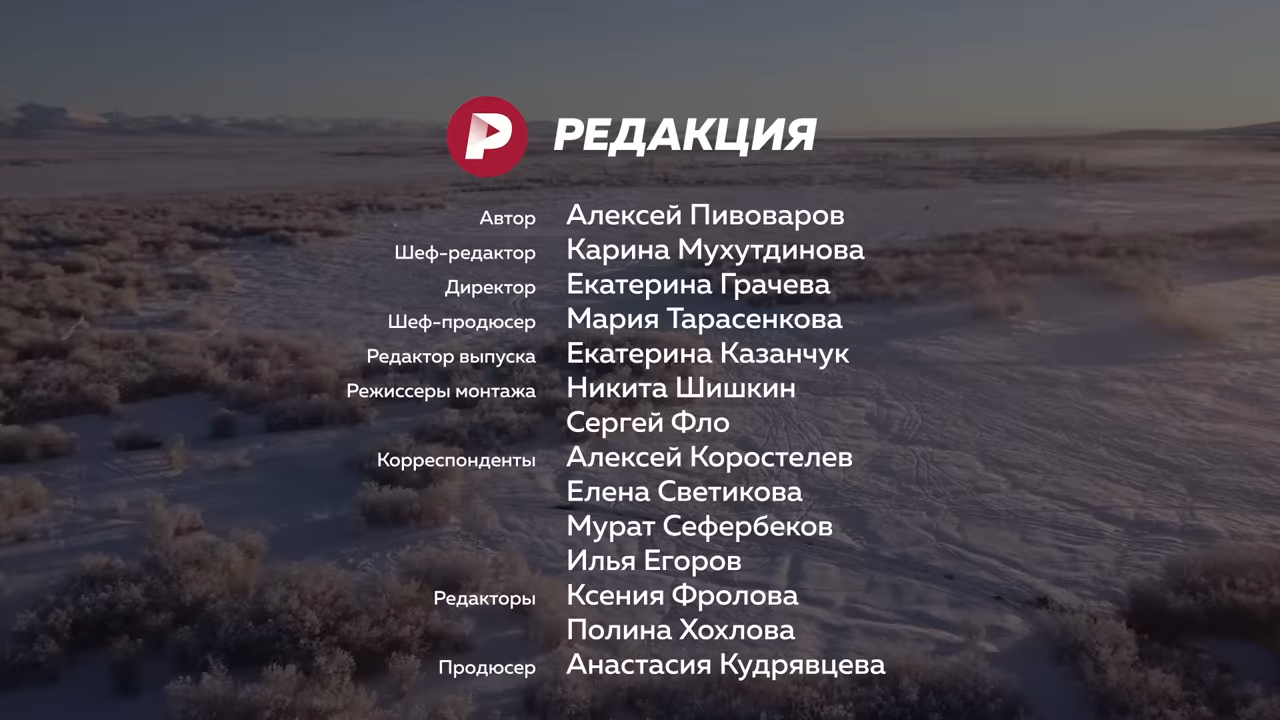 РЕДАКЦИЯ
Автор Алексей Пивоваров
Шеф-редактор Карина Мухутдинова
Директор Екатерина Грачева
Шеф-продюсер Мария Тарасенкова
Редактор выпуска Екатерина Казанчук
Режиссеры монтажа Никита Шишкин
Сергей Фло
Корреспонденты Алексей Коростелев
Елена Светикова
Мурат Сефербеков
Илья Егоров
Редакторы Ксения Фролова
Полина Хохлова
Продюсер Анастасия Кудрявцева